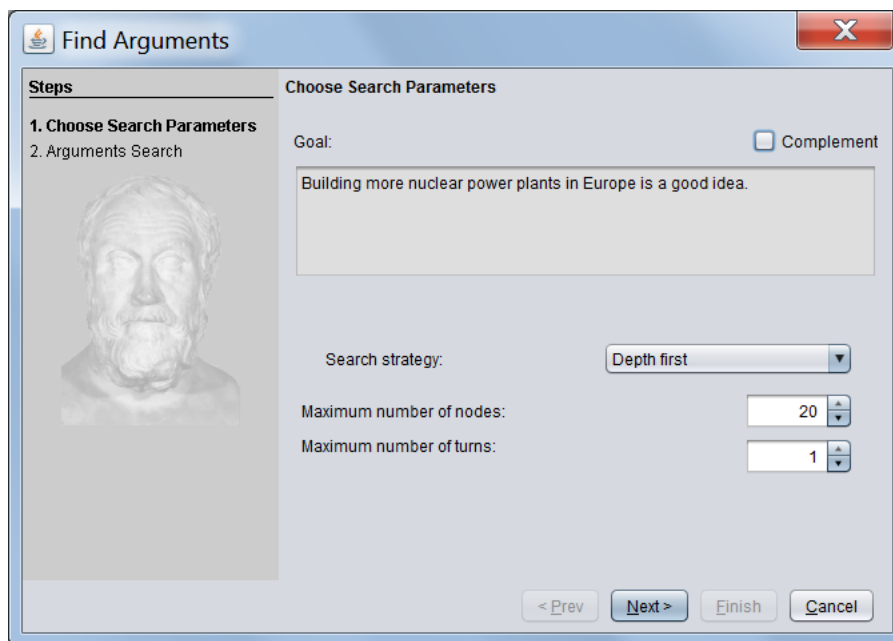 Find Arguments
Steps
1. Choose Search Parameters
2. Arguments Search
Choose Search Parameters
Goal:
Complement
Building more nuclear power plants in Europe is a good idea.
Search strategy:
Depth first
Maximum number of nodes:
20
Maximum number of turns:
1
< Prev
Next >
Finish
Cancel